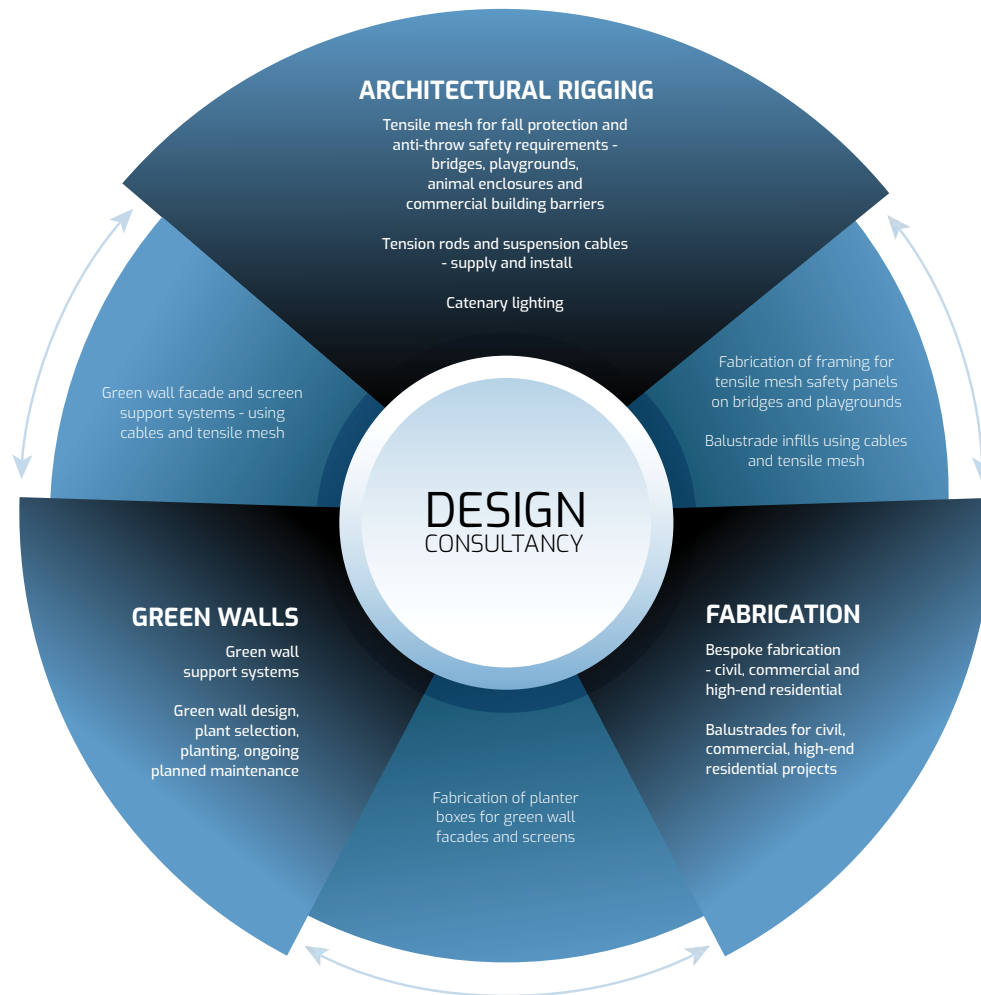 ARCHITECTURAL RIGGING
Tensile mesh for fall protection and
anti-throw safety requirements -
bridges, playgrounds,
animal enclosures and
commercial building barriers
Tension rods and suspension cables
- supply and install
Catenary lighting
Green wall facade and screen
support systems - using
cables and tensile mesh
Fabrication of framing for
tensile mesh safety panels
on bridges and playgrounds
Balustrade infills using cables
and tensile mesh
DESIGN
CONSULTANCY
GREEN WALLS
Green wall
support systems
Green wall design,
plant selection,
planting, ongoing
planned maintenance
FABRICATION
Bespoke fabrication
- civil, commercial and
high-end residential
Balustrades for civil,
commercial, high-end
residential projects
Fabrication of planter
boxes for green wall
facades and screens